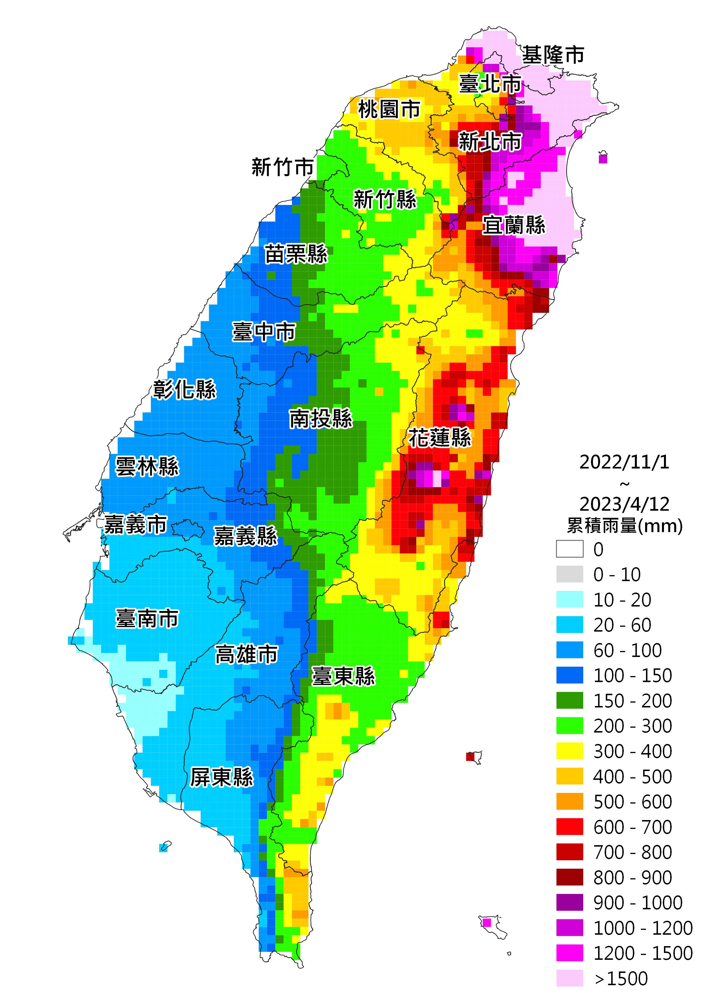 基隆市
臺北市
桃園市
新北市
新竹市
新竹縣
宜蘭縣
苗栗縣
臺中市
彰化縣
南投縣
花蓮縣
雲林縣
嘉義市
嘉義縣
臺南市
高雄市
臺東縣
屏東縣
2022/11/1
~
2023/4/12
累積雨量(mm)
0
0 - 10
10 - 20
20 - 60
60 - 100
100 - 150
150 - 200
200 - 300
300 - 400
400 - 500
500 - 600
600 - 700
700 - 800
800 - 900
900 - 1000
1000 - 1200
1200 - 1500
>1500